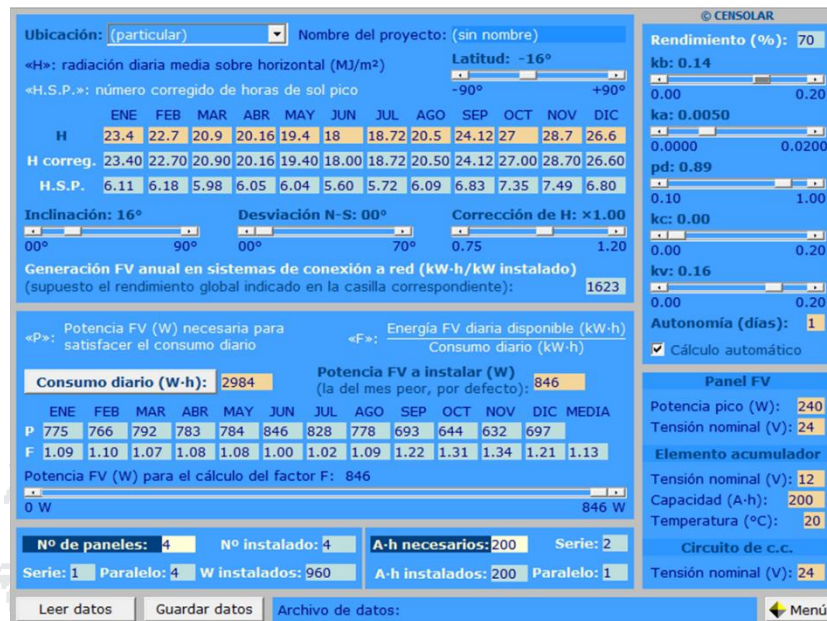 © CENSOLAR
Ubicación: (particular) Nombre del proyecto: (sin nombre)
«H»: radiación diaria media sobre horizontal (MJ/m²) Latitud: -16°
«H.S.P.»: número corregido de horas de sol pico -90° +90°
ENE FEB MAR ABR MAY JUN JUL AGO SEP OCT NOV DIC
H 23.4 22.7 20.9 20.16 19.4 18 18.72 20.5 24.12 27 28.7 26.6
H correg. 23.40 22.70 20.90 20.16 19.40 18.00 18.72 20.50 24.12 27.00 28.70 26.60
H.S.P. 6.11 6.18 5.98 6.05 6.04 5.60 5.72 6.09 6.83 7.35 7.49 6.80
Inclinación: 16° Desviación N-S: 00° Corrección de H: ×1.00
00° 90° 00° 70° 0.75 1.20
Generación FV anual en sistemas de conexión a red (kW·h/kW instalado)
(supuesto el rendimiento global indicado en la casilla correspondiente): 1623
«P»: Potencia FV (W) necesaria para
satisfacer el consumo diario
«F»: Energía FV diaria disponible (kW·h)
Consumo diario (kW·h)
Consumo diario (W·h): 2984 Potencia FV a instalar (W)
(la del mes peor, por defecto): 846
ENE FEB MAR ABR MAY JUN JUL AGO SEP OCT NOV DIC MEDIA
P 775 766 792 783 784 846 828 778 693 644 632 697
F 1.09 1.10 1.07 1.08 1.08 1.00 1.02 1.09 1.22 1.31 1.34 1.21 1.13
Potencia FV (W) para el cálculo del factor F: 846
0 W 846 W
Nº de paneles: 4 Nº instalado: 4
Serie: 1 Paralelo: 4 W instalados: 960
A·h necesarios: 200 Serie: 2
A·h instalados: 200 Paralelo: 1
Rendimiento (%): 70
kb: 0.14
0.00 0.20
ka: 0.0050
0.0000 0.0200
pd: 0.89
0.10 1.00
kc: 0.00
0.00 0.20
kv: 0.16
0.00 0.20
Autonomía (días): 1
Cálculo automático
Panel FV
Potencia pico (W): 240
Tensión nominal (V): 24
Elemento acumulador
Tensión nominal (V): 12
Capacidad (A·h): 200
Temperatura (°C): 20
Circuito de c.c.
Tensión nominal (V): 24
Leer datos Guardar datos Archivo de datos: Menú